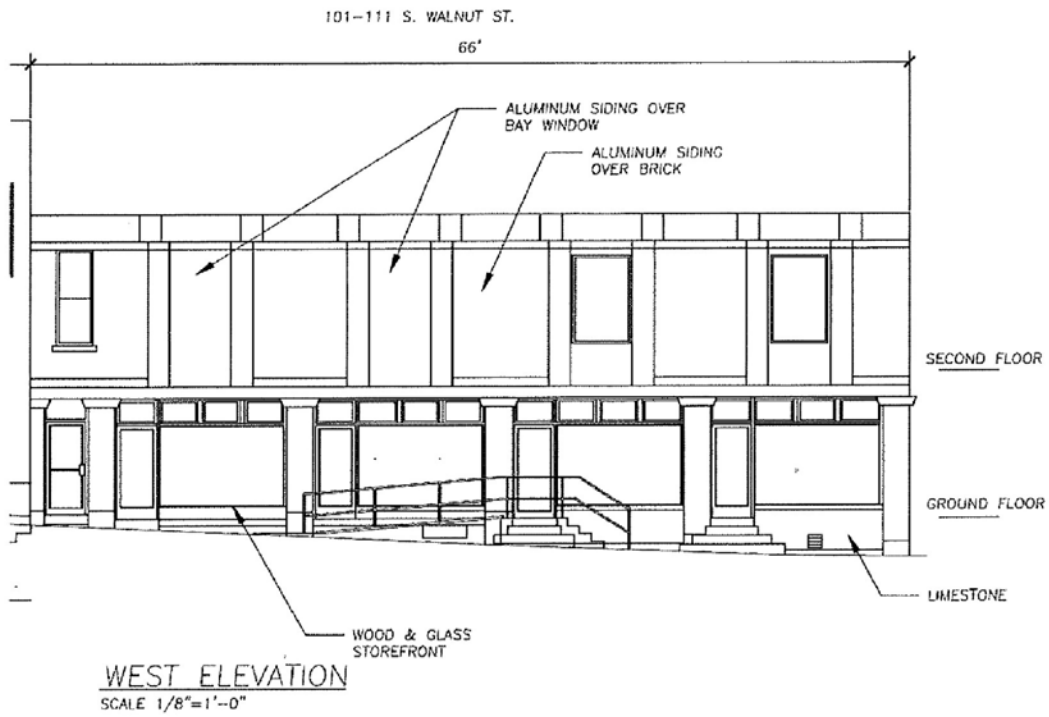 101-111 S. WALNUT ST.
66'
ALUMINUM SIDING OVER
BAY WINDOW
ALUMINUM SIDING
OVER BRICK
SECOND FLOOR
GROUND FLOOR
LIMESTONE
WOOD & GLASS
STOREFRONT
WEST ELEVATION
SCALE 1/8"=1'-0"